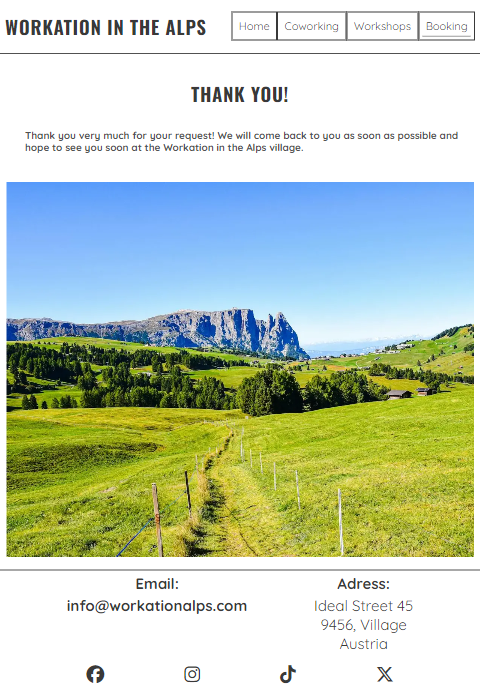 WORKATION IN THE ALPS
Home
Coworking
Workshops
Booking
THANK YOU!
Thank you very much for your request! We will come back to you as soon as possible and
hope to see you soon at the Workation in the Alps village.
Email:
info@workationalps.com
Adress:
Ideal Street 45
9456, Village
Austria